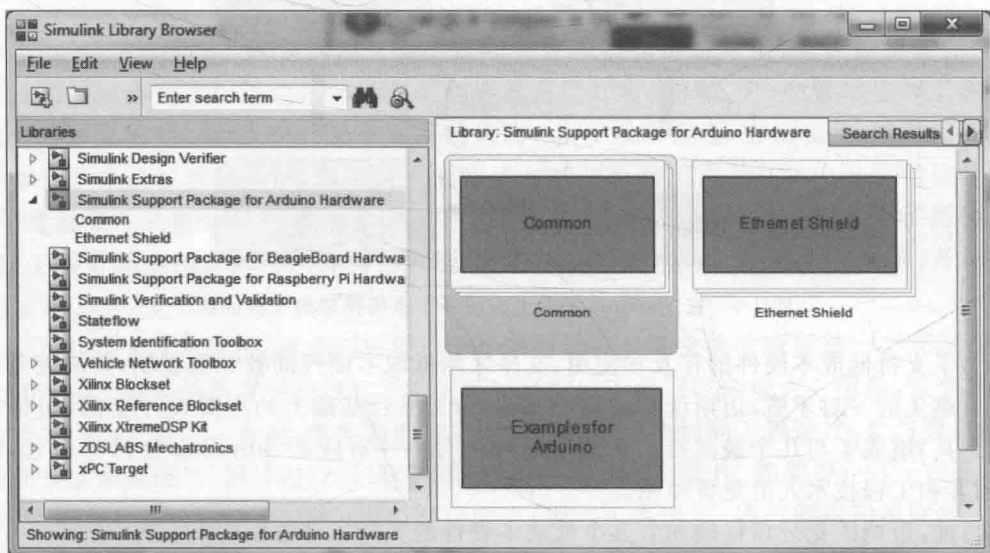 Simulink Library Browser
File Edit View Help
» Enter search term
Libraries
Simulink Design Verifier
Simulink Extras
Simulink Support Package for Arduino Hardware
Common
Ethernet Shield
Simulink Support Package for BeagleBoard Hardwa
Simulink Support Package for Raspberry Pi Hardwa
Simulink Verification and Validation
Stateflow
System Identification Toolbox
Vehicle Network Toolbox
Xilinx Blockset
Xilinx Reference Blockset
Xilinx XtremeDSP Kit
ZDSLABS Mechatronics
xPC Target
Library: Simulink Support Package for Arduino Hardware
Search Results
Common
Ethernet Shield
Common
Ethernet Shield
Examples for
Arduino
Showing: Simulink Support Package for Arduino Hardware